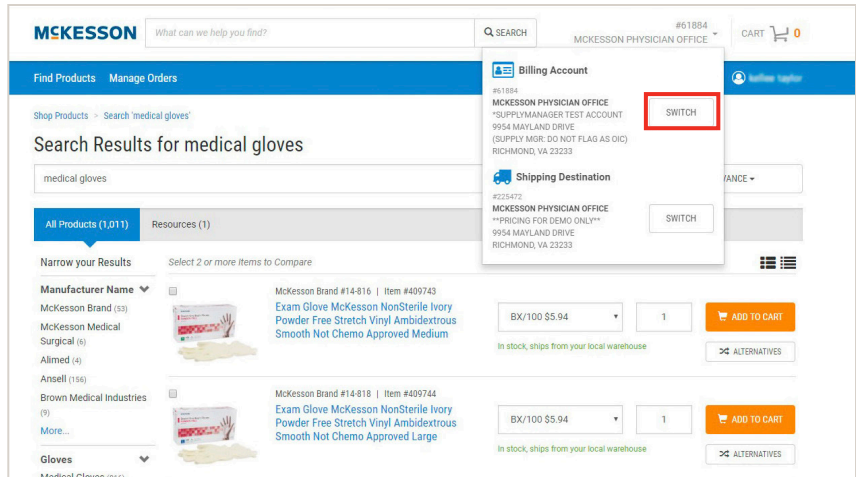 MCKESSON
What can we help you find?
SEARCH
#61884
MCKESSON PHYSICIAN OFFICE
CART 0
Find Products Manage Orders
Billing Account
#61884
MCKESSON PHYSICIAN OFFICE
*SUPPLYMANAGER TEST ACCOUNT
9954 MAYLAND DRIVE
(SUPPLY MGR: DO NOT FLAG AS OIC)
RICHMOND, VA 23233
SWITCH
Shipping Destination
#225472
MCKESSON PHYSICIAN OFFICE
**PRICING FOR DEMO ONLY**
9954 MAYLAND DRIVE
RICHMOND, VA 23233
SWITCH
Shop Products > Search 'medical gloves'
Search Results for medical gloves
medical gloves
VANCE
All Products (1,011) Resources (1)
Narrow your Results
Select 2 or more Items to Compare
Manufacturer Name
McKesson Brand (53)
McKesson Medical
Surgical (6)
Alimed (4)
Ansell (156)
Brown Medical Industries
(9)
More...
Gloves
McKesson Brand #14-816 | Item #409743
Exam Glove McKesson NonSterile Ivory
Powder Free Stretch Vinyl Ambidextrous
Smooth Not Chemo Approved Medium
BX/100 $5.94
1
ADD TO CART
In stock, ships from your local warehouse
ALTERNATIVES
McKesson Brand #14-818 | Item #409744
Exam Glove McKesson NonSterile Ivory
Powder Free Stretch Vinyl Ambidextrous
Smooth Not Chemo Approved Large
BX/100 $5.94
1
ADD TO CART
In stock, ships from your local warehouse
ALTERNATIVES